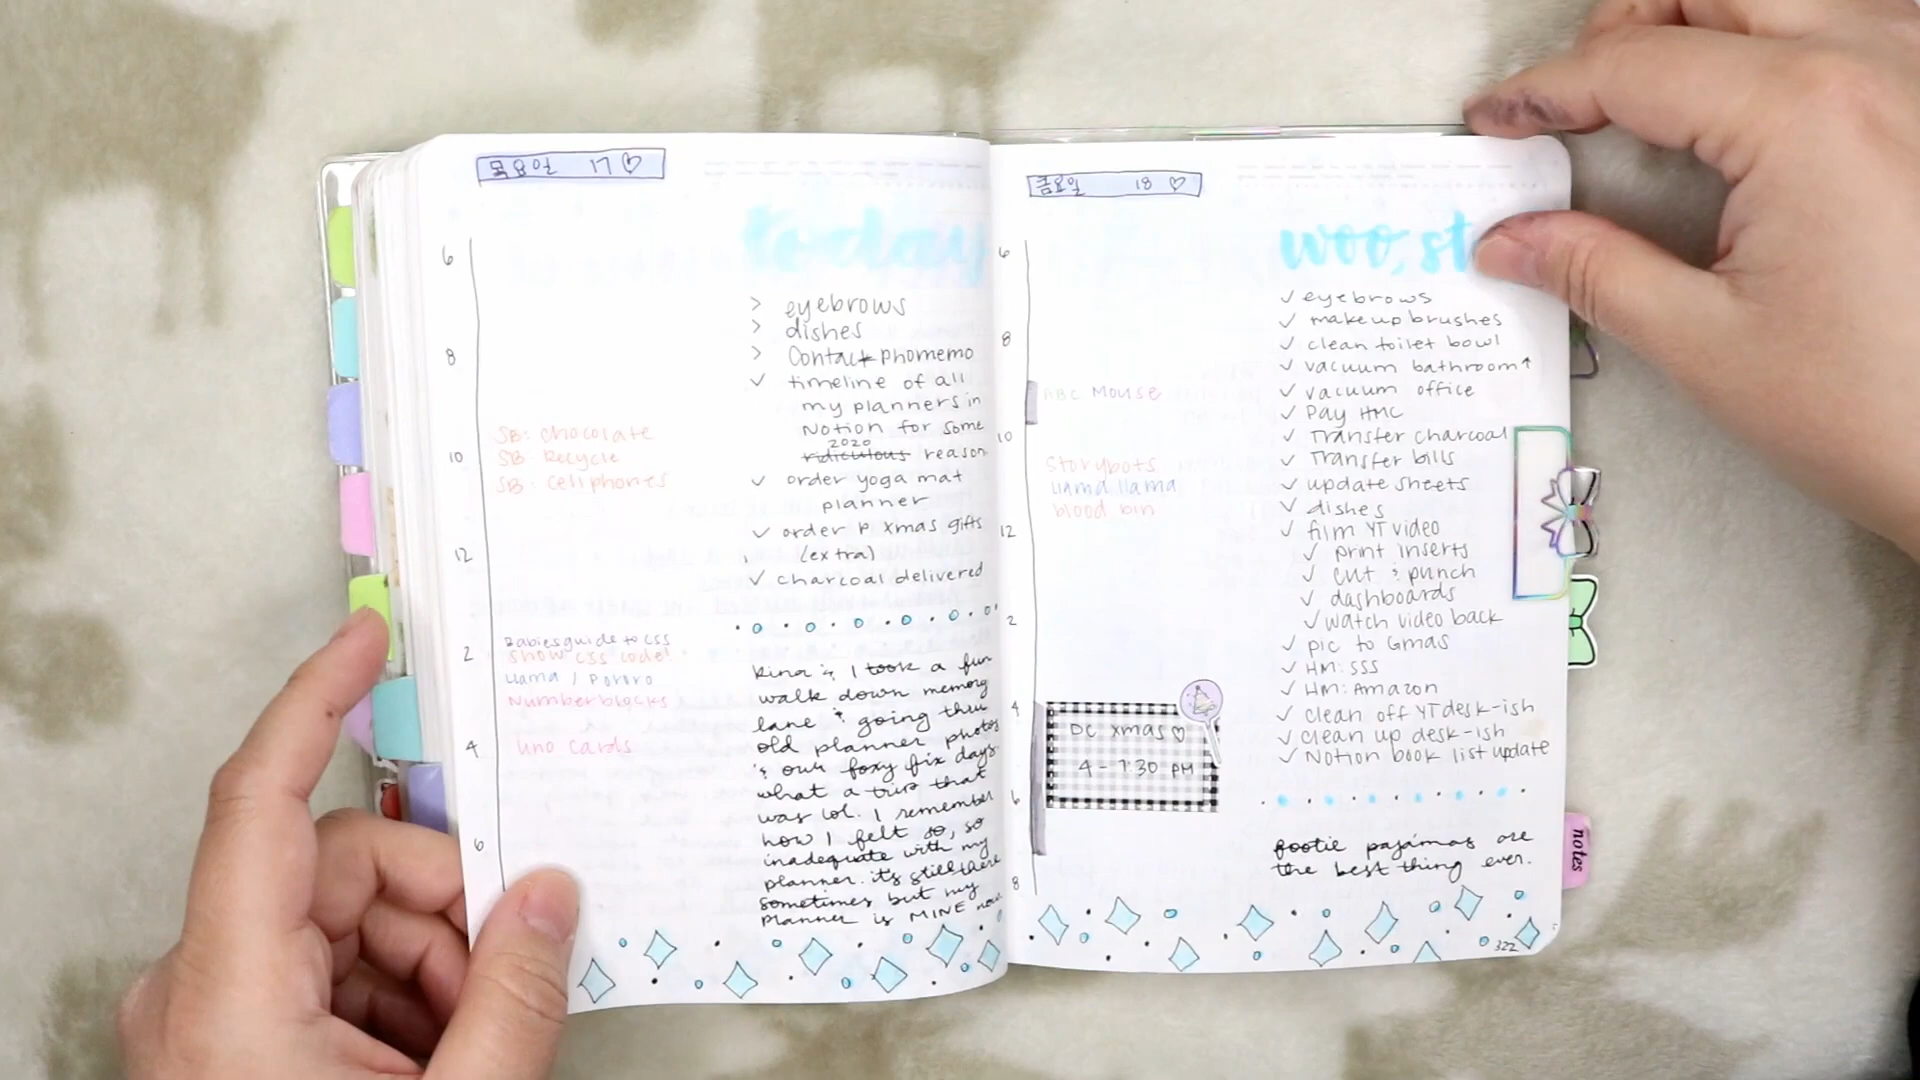 목요일 17 ♡
today
6
8
10
12
2
4
6
SB: chocolate
SB: Recycle
SB: cellphones
Babies guide to css
show css code!
llama / Pororo
Numberblocks
uno cards
> eyebrows
> dishes
> Contact phomemo
✓ timeline of all
my planners in
Notion for some
2020
ridiculous reason
✓ order yoga mat
planner
✓ order P xmas gifts
(extra)
✓ charcoal delivered
Kina & I took a fun
walk down memory
lane & going thru
old planner photos
& our foxy fix days.
what a trip that
was lol. I remember
how I felt so, so
inadequate with my
planner. it's still there
sometimes but my
planner is MINE now.
금요일 18 ♡
woo, st
6
8
10
12
2
4
6
8
ABC Mouse
Storybots
llama llama
blood bin
DC xmas ♡
4 - 7:30 PM
✓ eyebrows
✓ makeup brushes
✓ clean toilet bowl
✓ vacuum bathroom ↑
✓ vacuum office
✓ Pay HMC
✓ Transfer charcoal
✓ Transfer bills
✓ update sheets
✓ dishes
✓ film YT video
✓ print inserts
✓ cut & punch
✓ dashboards
✓ watch video back
✓ pic to Gmas
✓ HM: SSS
✓ HM: Amazon
✓ clean off YT desk-ish
✓ clean up desk-ish
✓ Notion book list update
footie pajamas are
the best thing ever.
322
notes